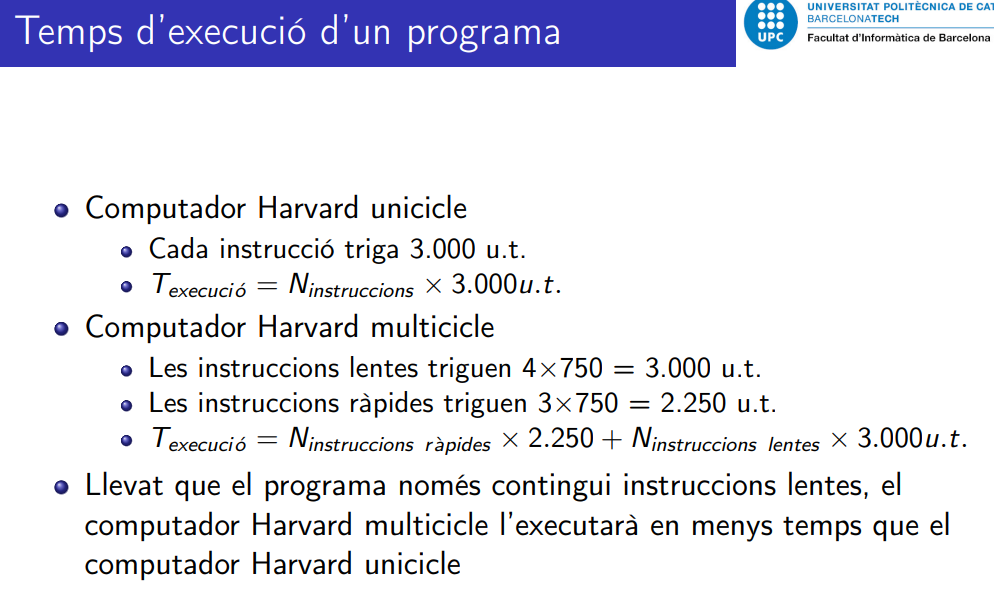 Temps d'execució d'un programa
UNIVERSITAT POLITÈCNICA DE
BARCELONATECH
Facultat d'Informàtica de Barcelona
UPC
Computador Harvard unicicle
Cada instrucció triga 3.000 u.t.
T_execució = N_instruccions × 3.000u.t.
Computador Harvard multicicle
Les instruccions lentes triguen 4×750 = 3.000 u.t.
Les instruccions ràpides triguen 3×750 = 2.250 u.t.
T_execució = N_instruccions ràpides × 2.250 + N_instruccions lentes × 3.000u.t.
Llevat que el programa només contingui instruccions lentes, el
computador Harvard multicicle l'executarà en menys temps que el
computador Harvard unicicle